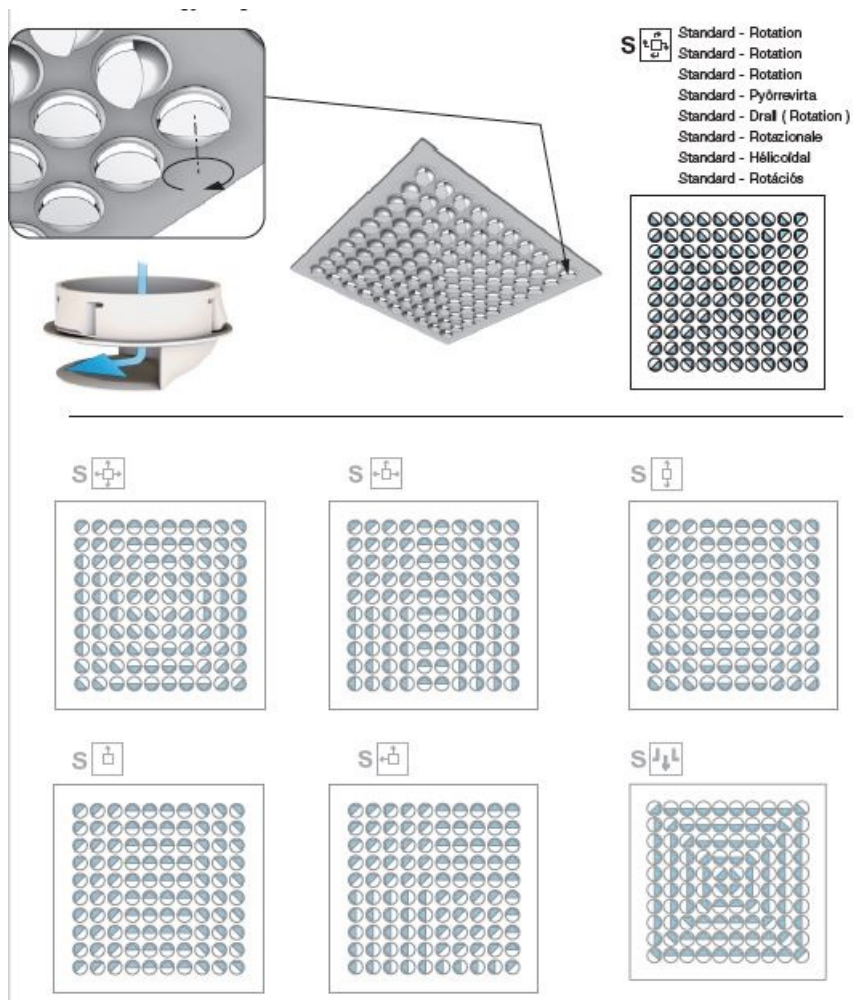 S Standard - Rotation
Standard - Rotation
Standard - Rotation
Standard - Pyörrevirta
Standard - Drall ( Rotation )
Standard - Rotazionale
Standard - Hélicoïdal
Standard - Rotációs
S
S
S
S
S
S